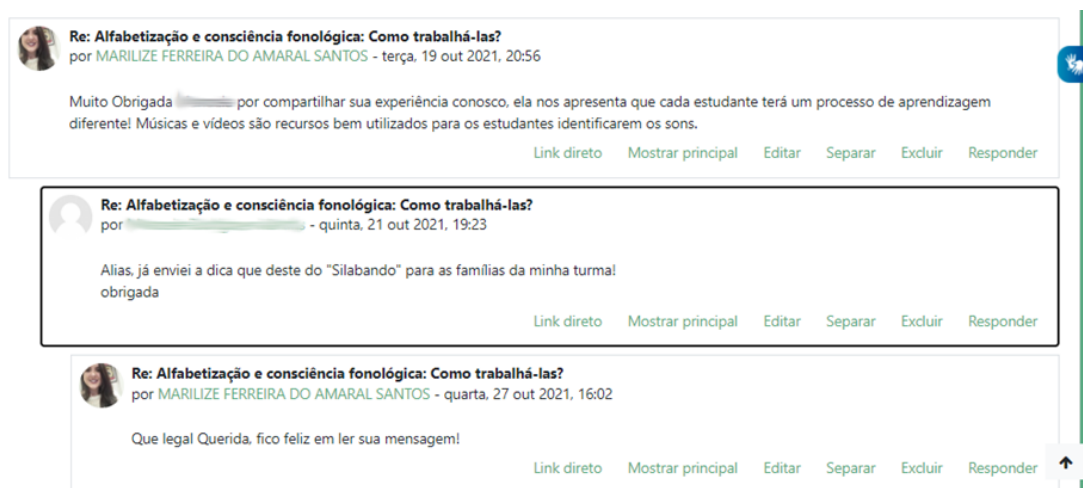 Re: Alfabetização e consciência fonológica: Como trabalhá-las?
por MARILIZE FERREIRA DO AMARAL SANTOS - terça, 19 out 2021, 20:56
Muito Obrigada por compartilhar sua experiência conosco, ela nos apresenta que cada estudante terá um processo de aprendizagem
diferente! Músicas e vídeos são recursos bem utilizados para os estudantes identificarem os sons.
Link direto Mostrar principal Editar Separar Excluir Responder
Re: Alfabetização e consciência fonológica: Como trabalhá-las?
por - quinta, 21 out 2021, 19:23
Alias, já enviei a dica que deste do "Silabando" para as famílias da minha turma!
obrigada
Link direto Mostrar principal Editar Separar Excluir Responder
Re: Alfabetização e consciência fonológica: Como trabalhá-las?
por MARILIZE FERREIRA DO AMARAL SANTOS - quarta, 27 out 2021, 16:02
Que legal Querida, fico feliz em ler sua mensagem!
Link direto Mostrar principal Editar Separar Excluir Responder